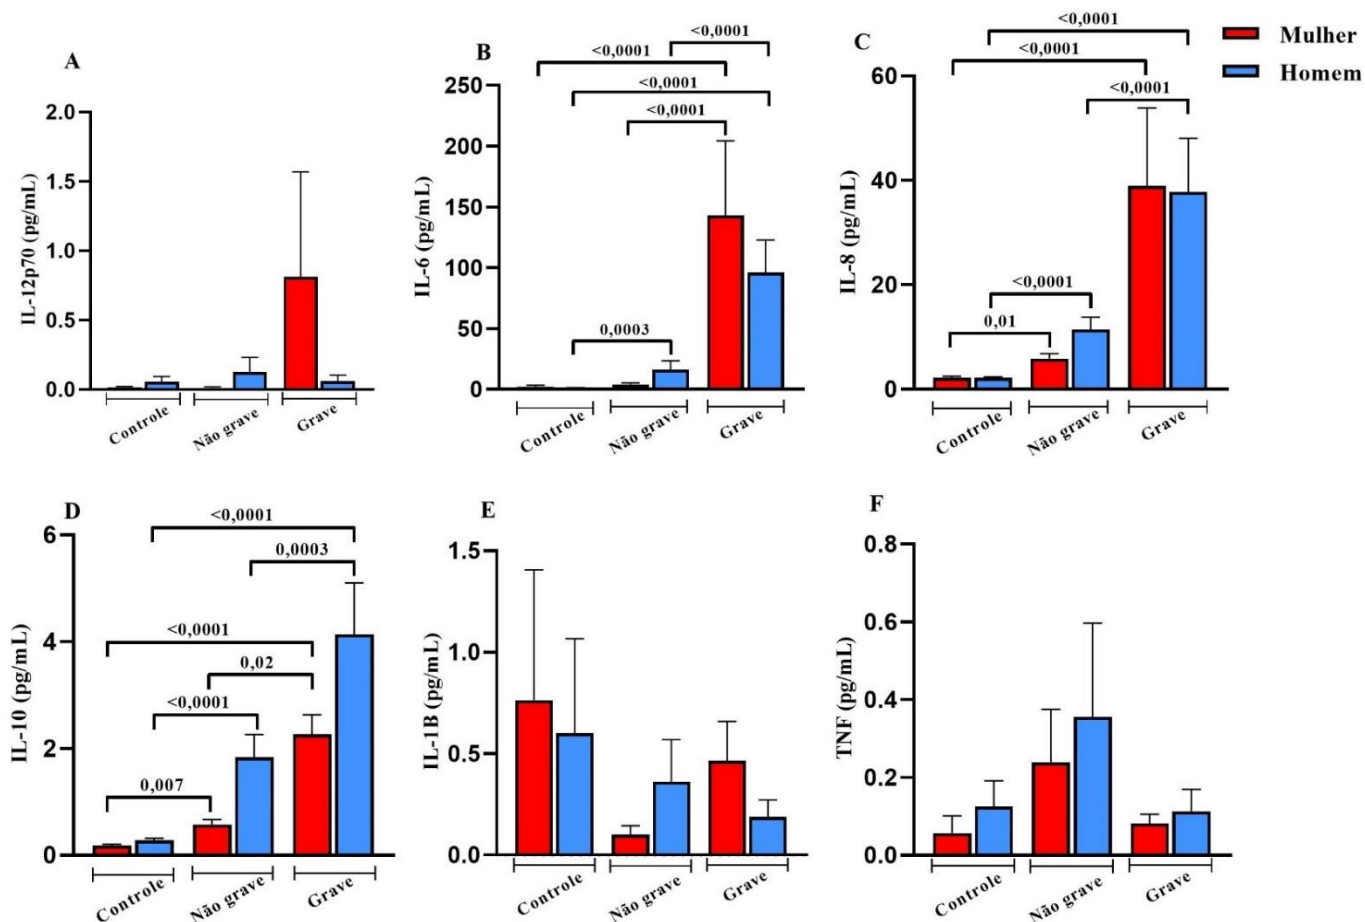 A
IL-12p70 (pg/mL)
2.0
1.5
1.0
0.5
0.0
Controle
Não grave
Grave
B
<0,0001
<0,0001
<0,0001
<0,0001
0,0003
IL-6 (pg/mL)
250
200
150
100
50
0
Controle
Não grave
Grave
C
<0,0001
<0,0001
<0,0001
<0,0001
0,01
IL-8 (pg/mL)
60
40
20
0
Controle
Não grave
Grave
Mulher
Homem
D
<0,0001
0,0003
<0,0001
0,02
<0,0001
0,007
IL-10 (pg/mL)
6
4
2
0
Controle
Não grave
Grave
E
IL-1B (pg/mL)
1.5
1.0
0.5
0.0
Controle
Não grave
Grave
F
TNF (pg/mL)
0.8
0.6
0.4
0.2
0.0
Controle
Não grave
Grave